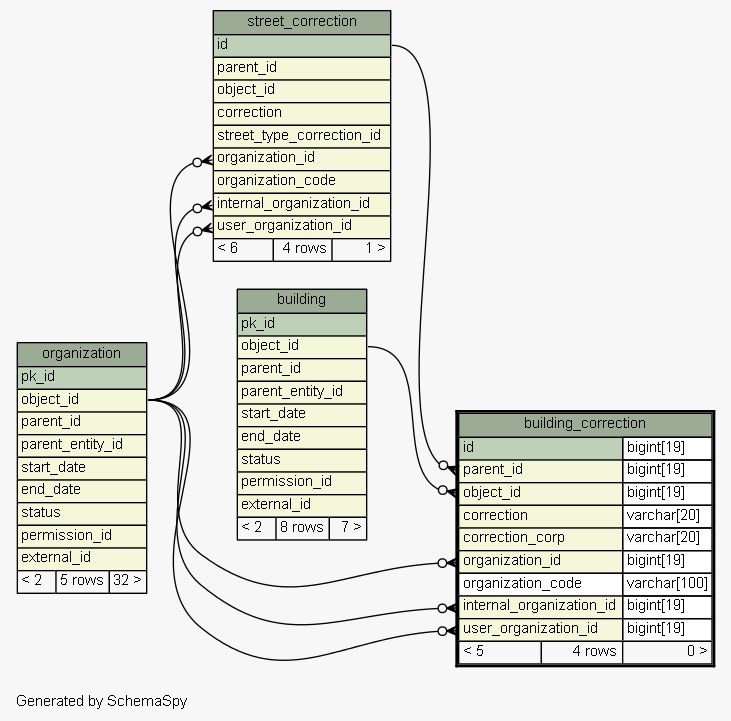 street_correction
id
parent_id
object_id
correction
street_type_correction_id
organization_id
organization_code
internal_organization_id
user_organization_id
< 6 4 rows 1 >
building
pk_id
object_id
parent_id
parent_entity_id
start_date
end_date
status
permission_id
external_id
< 2 8 rows 7 >
organization
pk_id
object_id
parent_id
parent_entity_id
start_date
end_date
status
permission_id
external_id
< 2 5 rows 32 >
building_correction
id bigint[19]
parent_id bigint[19]
object_id bigint[19]
correction varchar[20]
correction_corp varchar[20]
organization_id bigint[19]
organization_code varchar[100]
internal_organization_id bigint[19]
user_organization_id bigint[19]
< 5 4 rows 0 >
Generated by SchemaSpy